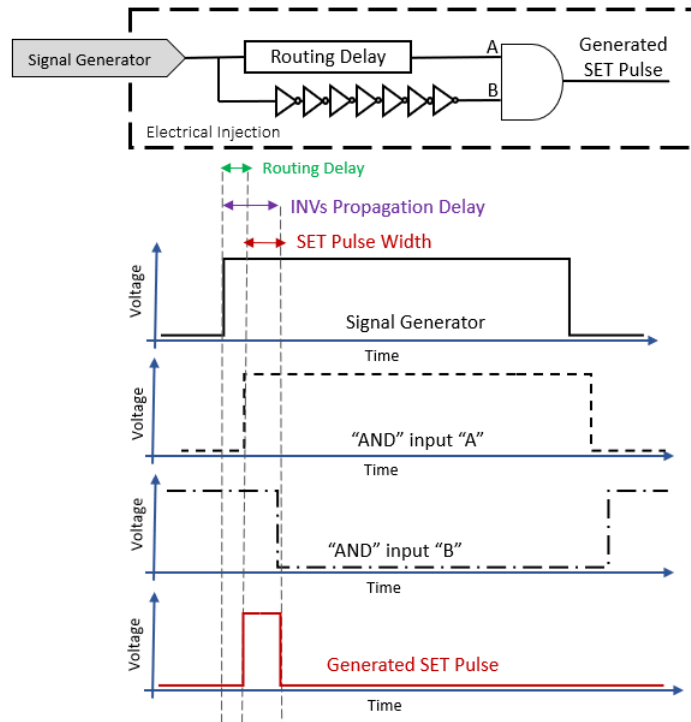 Signal Generator
Routing Delay
A
B
Generated
SET Pulse
Electrical Injection
Routing Delay
INVs Propagation Delay
SET Pulse Width
Voltage
Signal Generator
Time
Voltage
“AND” input “A”
Time
Voltage
“AND” input “B”
Time
Voltage
Generated SET Pulse
Time